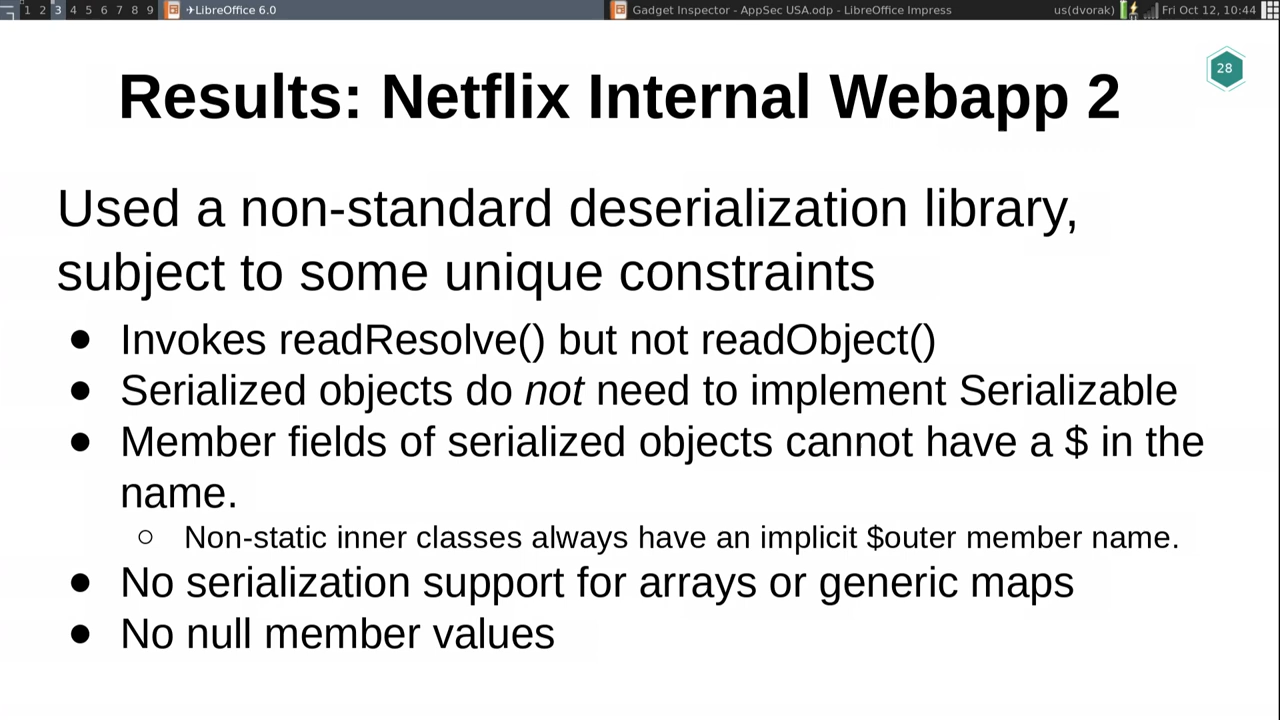 1 2 3 4 5 6 7 8 9 ✈LibreOffice 6.0 Gadget Inspector - AppSec USA.odp - LibreOffice Impress us(dvorak) Fri Oct 12, 10:44
28
Results: Netflix Internal Webapp 2
Used a non-standard deserialization library,
subject to some unique constraints
● Invokes readResolve() but not readObject()
● Serialized objects do not need to implement Serializable
● Member fields of serialized objects cannot have a $ in the
name.
○ Non-static inner classes always have an implicit $outer member name.
● No serialization support for arrays or generic maps
● No null member values